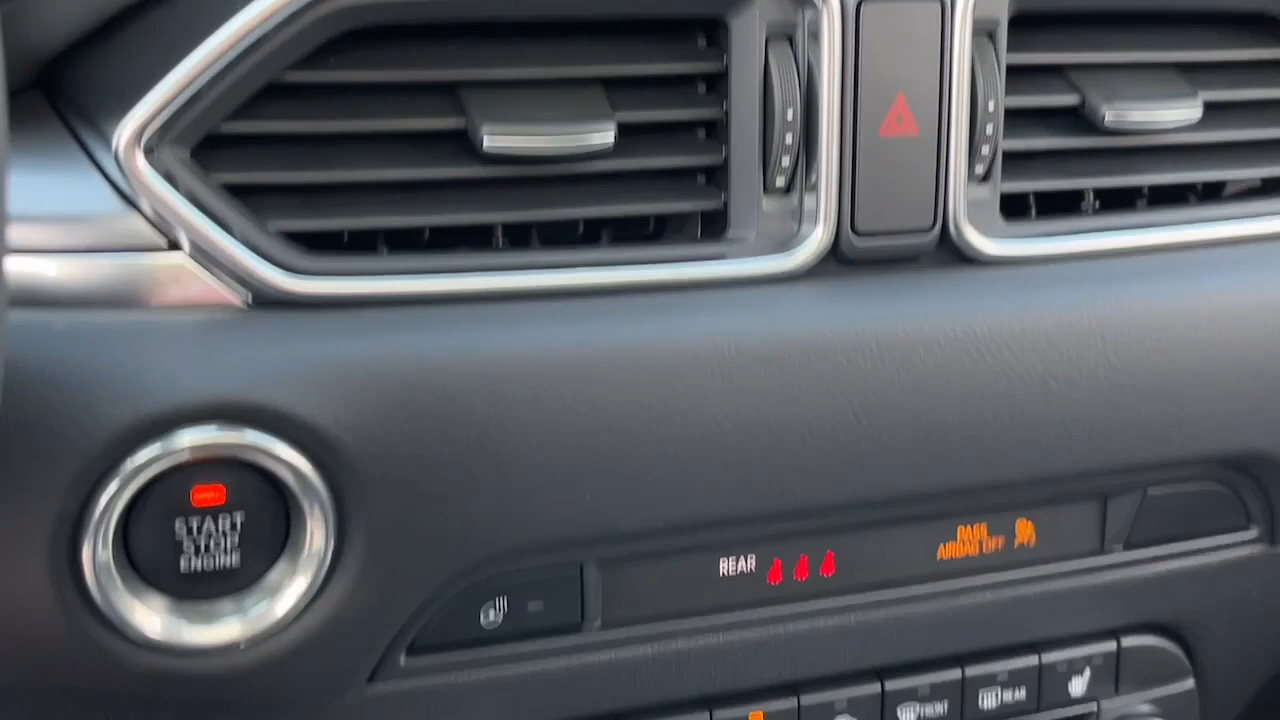 START
STOP
ENGINE
REAR
PASS
AIRBAG OFF
FRONT
REAR